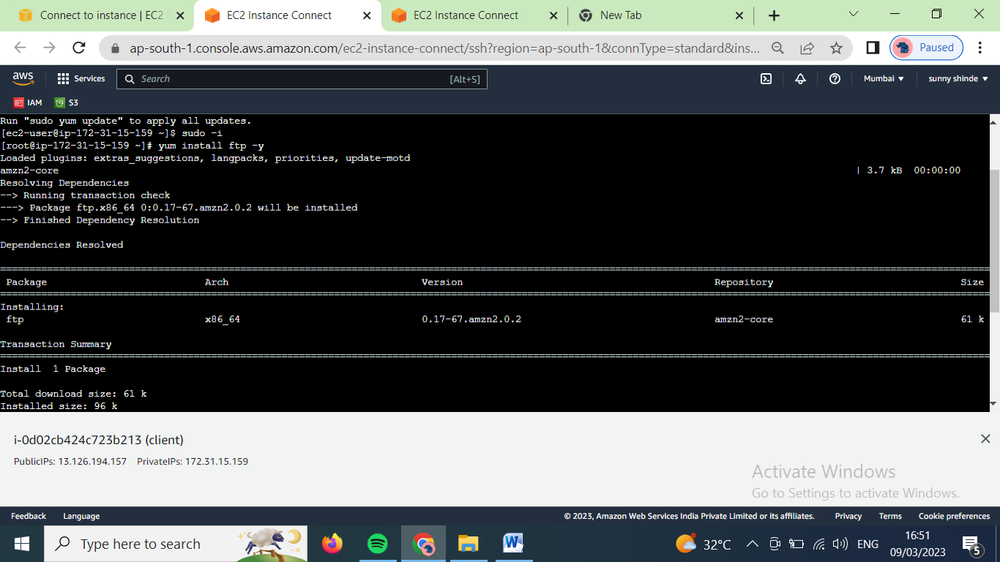 Connect to instance | EC2
EC2 Instance Connect
EC2 Instance Connect
New Tab
ap-south-1.console.aws.amazon.com/ec2-instance-connect/ssh?region=ap-south-1&connType=standard&ins...
Paused
aws
Services
Search
[Alt+S]
Mumbai
sunny shinde
IAM
S3
Run "sudo yum update" to apply all updates.
[ec2-user@ip-172-31-15-159 ~]$ sudo -i
[root@ip-172-31-15-159 ~]# yum install ftp -y
Loaded plugins: extras_suggestions, langpacks, priorities, update-motd
amzn2-core | 3.7 kB 00:00:00
Resolving Dependencies
--> Running transaction check
---> Package ftp.x86_64 0:0.17-67.amzn2.0.2 will be installed
--> Finished Dependency Resolution
Dependencies Resolved
Package Arch Version Repository Size
Installing:
ftp x86_64 0.17-67.amzn2.0.2 amzn2-core 61 k
Transaction Summary
Install 1 Package
Total download size: 61 k
Installed size: 96 k
i-0d02cb424c723b213 (client)
PublicIPs: 13.126.194.157 PrivateIPs: 172.31.15.159
Activate Windows
Go to Settings to activate Windows.
Feedback Language © 2023, Amazon Web Services India Private Limited or its affiliates. Privacy Terms Cookie preferences
Type here to search
32°C
ENG
16:51
09/03/2023
5